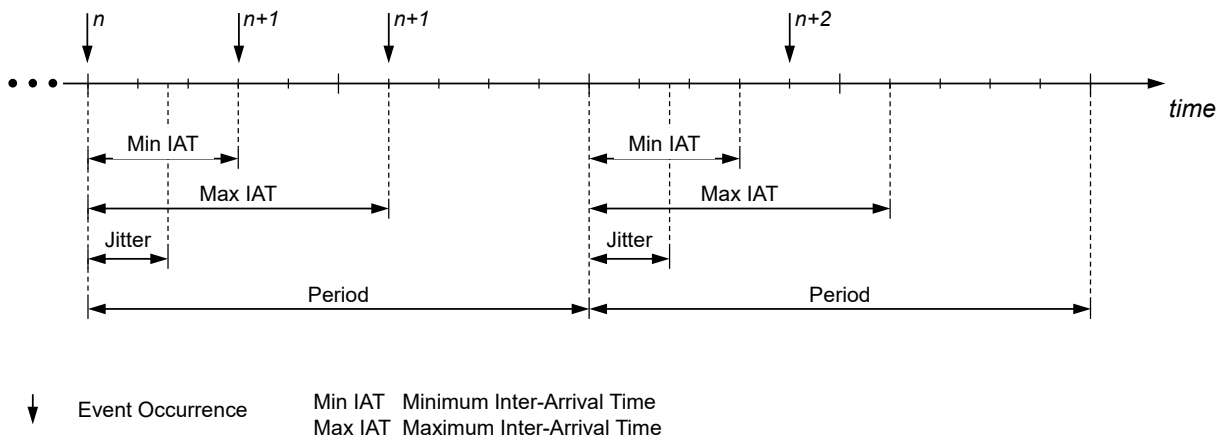 n n+1 n+1 n+2
time
Min IAT Min IAT
Max IAT Max IAT
Jitter Jitter
Period Period
Event Occurrence Min IAT Minimum Inter-Arrival Time
Max IAT Maximum Inter-Arrival Time